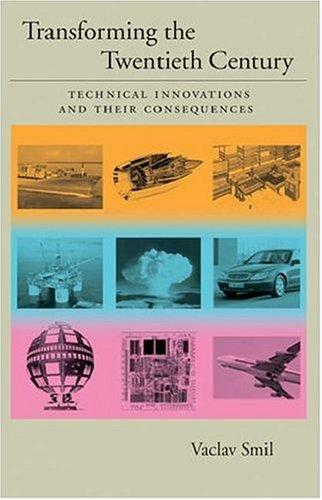 Transforming the
Twentieth Century
TECHNICAL INNOVATIONS
AND THEIR CONSEQUENCES
Vaclav Smil